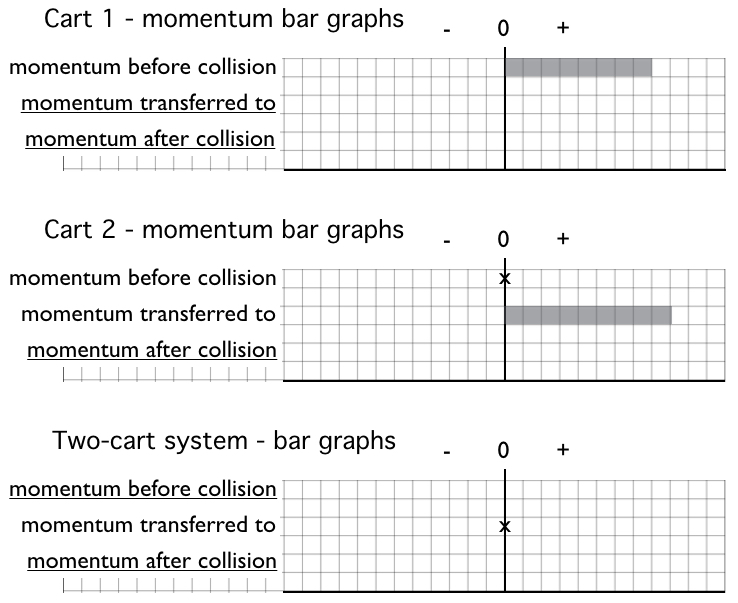 Cart 1 - momentum bar graphs
- 0 +
momentum before collision
momentum transferred to
momentum after collision
Cart 2 - momentum bar graphs
- 0 +
momentum before collision
x
momentum transferred to
momentum after collision
Two-cart system - bar graphs
- 0 +
momentum before collision
momentum transferred to
x
momentum after collision